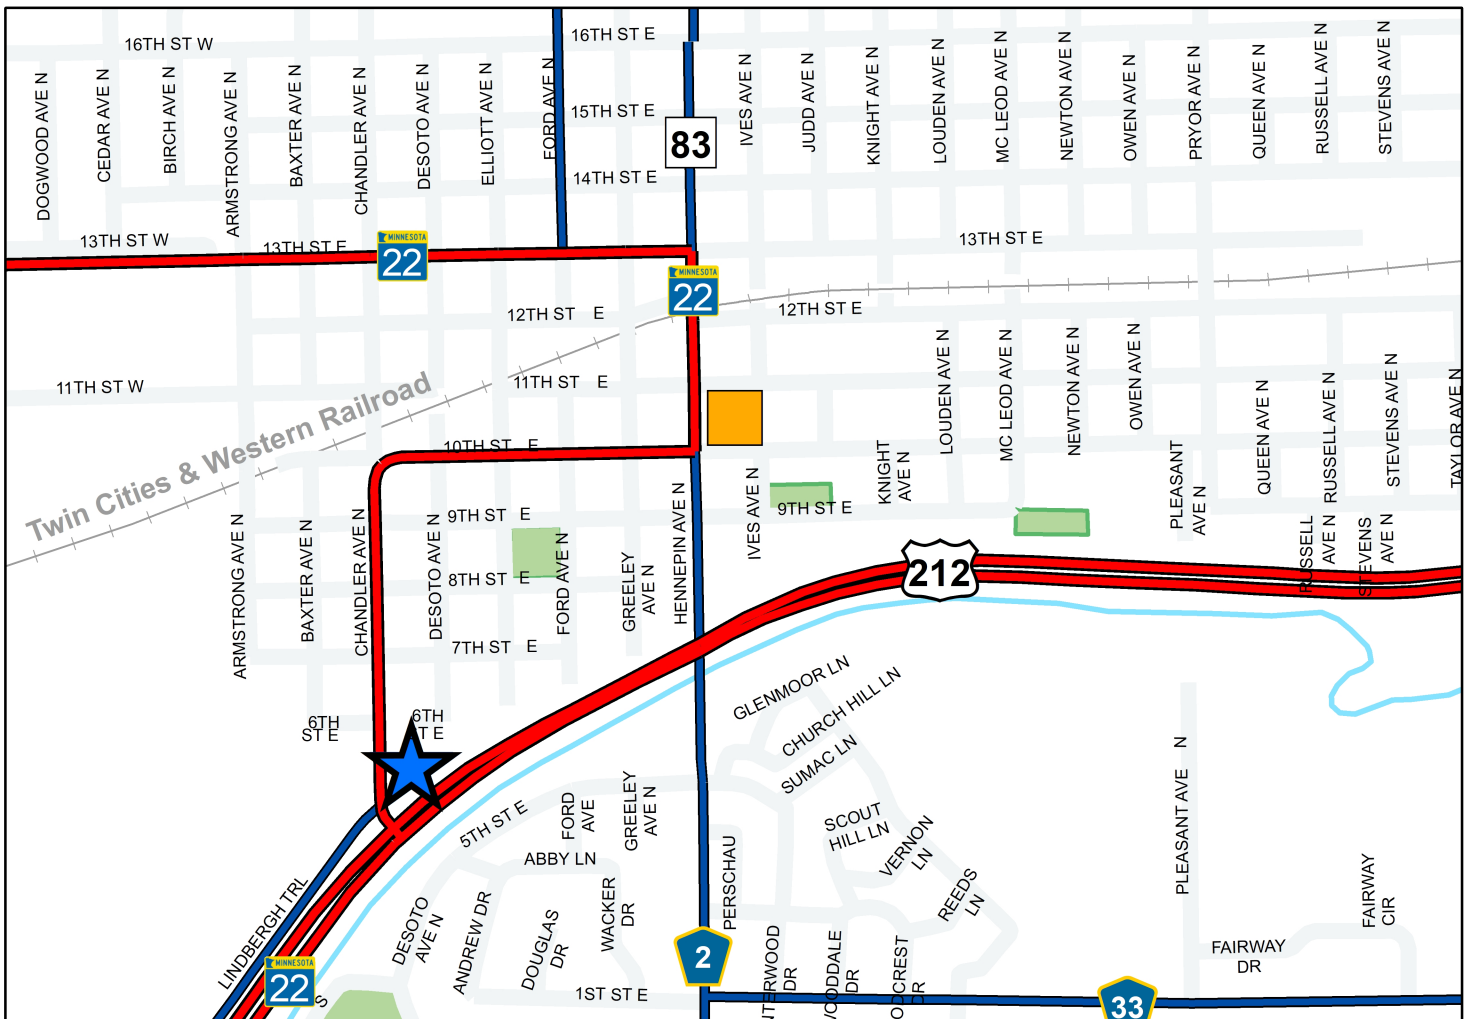 16TH ST W
16TH ST E
DOGWOOD AVE N
CEDAR AVE N
BIRCH AVE N
ARMSTRONG AVE N
BAXTER AVE N
CHANDLER AVE N
DESOTO AVE N
ELLIOTT AVE N
FORD AVE N
15TH ST E
83
14TH ST E
IVES AVE N
JUDD AVE N
KNIGHT AVE N
LOUDEN AVE N
MC LEOD AVE N
NEWTON AVE N
OWEN AVE N
PRYOR AVE N
QUEEN AVE N
RUSSELL AVE N
STEVENS AVE N
13TH ST W
13TH ST E
MINNESOTA
22
13TH ST E
MINNESOTA
22
12TH ST E
12TH ST E
11TH ST W
11TH ST E
Twin Cities & Western Railroad
10TH ST E
LOUDEN AVE N
MC LEOD AVE N
NEWTON AVE N
OWEN AVE N
QUEEN AVE N
RUSSELL AVE N
STEVENS AVE N
TAYLOR AVE N
KNIGHT
AVE N
PLEASANT
AVE N
IVES AVE N
9TH ST E
9TH ST E
ARMSTRONG AVE N
BAXTER AVE N
CHANDLER AVE N
DESOTO AVE N
8TH ST E
FORD AVE N
GREELEY
AVE N
HENNEPIN AVE N
RUSSELL
AVE N
STEVENS
AVE N
212
7TH ST E
6TH
ST E
6TH
ST E
GLENMOOR LN
CHURCH HILL LN
SUMAC LN
SCOUT
HILL LN
VERNON
LN
REEDS
LN
PLEASANT AVE N
5TH ST E
FORD
AVE
GREELEY
AVE N
ABBY LN
PERSCHAU
LINDBERGH TRL
DESOTO
AVE N
ANDREW DR
DOUGLAS
DR
WACKER
DR
FAIRWAY
CIR
FAIRWAY
DR
2
MINNESOTA
22
S
1ST ST E
NTERWOOD
DR
WOODDALE
DR
ODCREST
DR
33